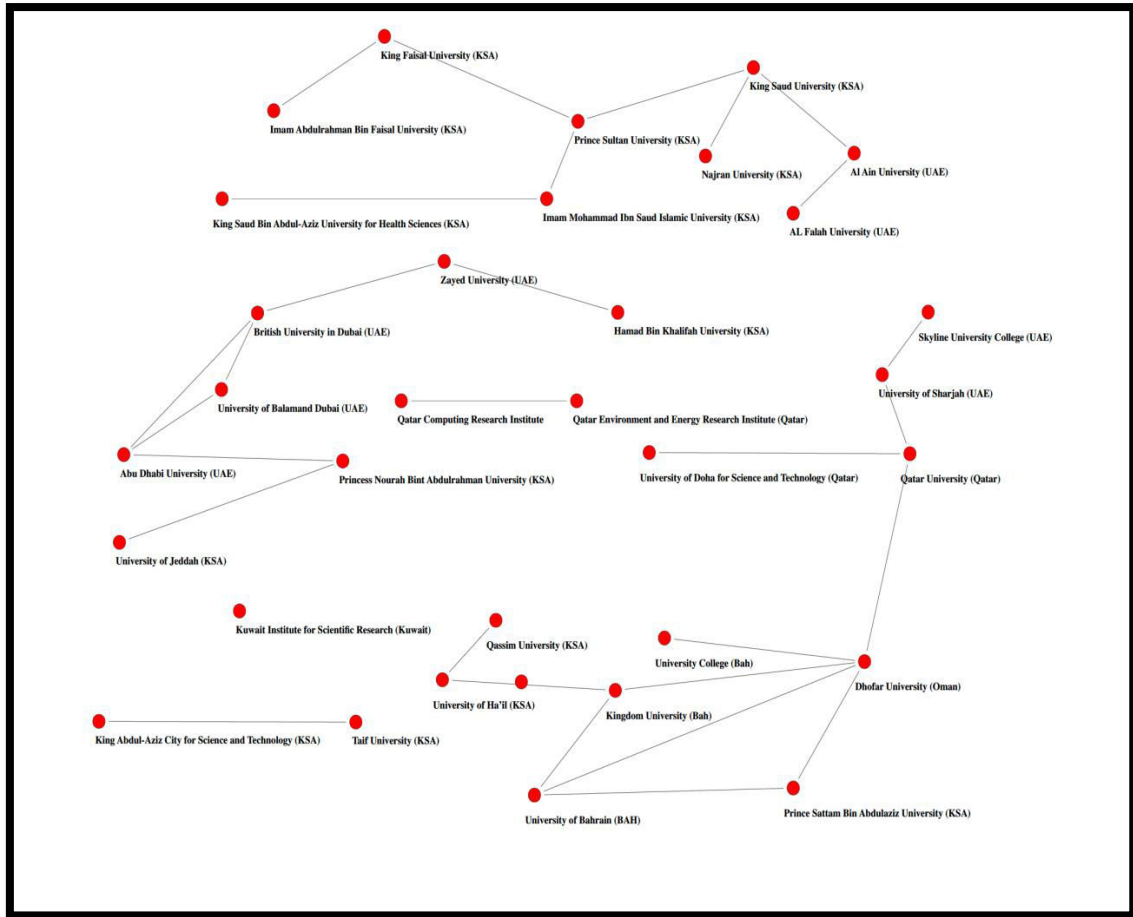 King Faisal University (KSA)
King Saud University (KSA)
Imam Abdulrahman Bin Faisal University (KSA)
Prince Sultan University (KSA)
Najran University (KSA)
Al Ain University (UAE)
King Saud Bin Abdul-Aziz University for Health Sciences (KSA)
Imam Mohammad Ibn Saud Islamic University (KSA)
AL Falah University (UAE)
Zayed University (UAE)
British University in Dubai (UAE)
Hamad Bin Khalifah University (KSA)
Skyline University College (UAE)
University of Balamand Dubai (UAE)
Qatar Computing Research Institute
Qatar Environment and Energy Research Institute (Qatar)
University of Sharjah (UAE)
Abu Dhabi University (UAE)
Princess Nourah Bint Abdulrahman University (KSA)
University of Doha for Science and Technology (Qatar)
Qatar University (Qatar)
University of Jeddah (KSA)
Kuwait Institute for Scientific Research (Kuwait)
Qassim University (KSA)
University College (Bah)
Dhofar University (Oman)
University of Ha'il (KSA)
Kingdom University (Bah)
King Abdul-Aziz City for Science and Technology (KSA)
Taif University (KSA)
University of Bahrain (BAH)
Prince Sattam Bin Abdulaziz University (KSA)